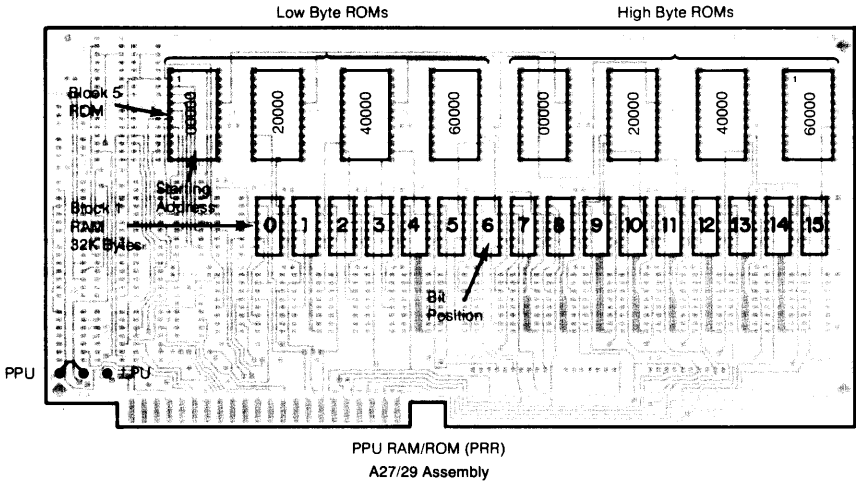 Low Byte ROMs
High Byte ROMs
Block 5
ROM
00000
20000
40000
60000
00000
20000
40000
1
60000
Starting
Address
Block 1
RAM
32K Bytes
0
1
2
3
4
5
6
7
8
9
10
11
12
13
14
15
Bit
Position
PPU
LPU
PPU RAM/ROM (PRR)
A27/29 Assembly